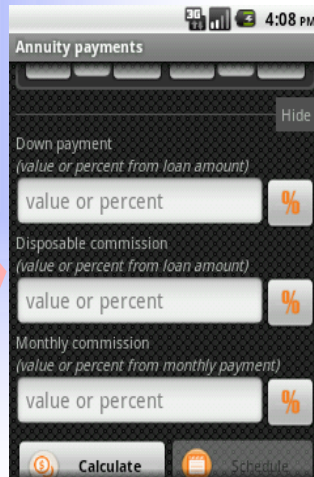 3G 4:08 PM
Annuity payments
Hide
Down payment
(value or percent from loan amount)
value or percent %
Disposable commission
(value or percent from loan amount)
value or percent %
Monthly commission
(value or percent from monthly payment)
value or percent %
Calculate Schedule